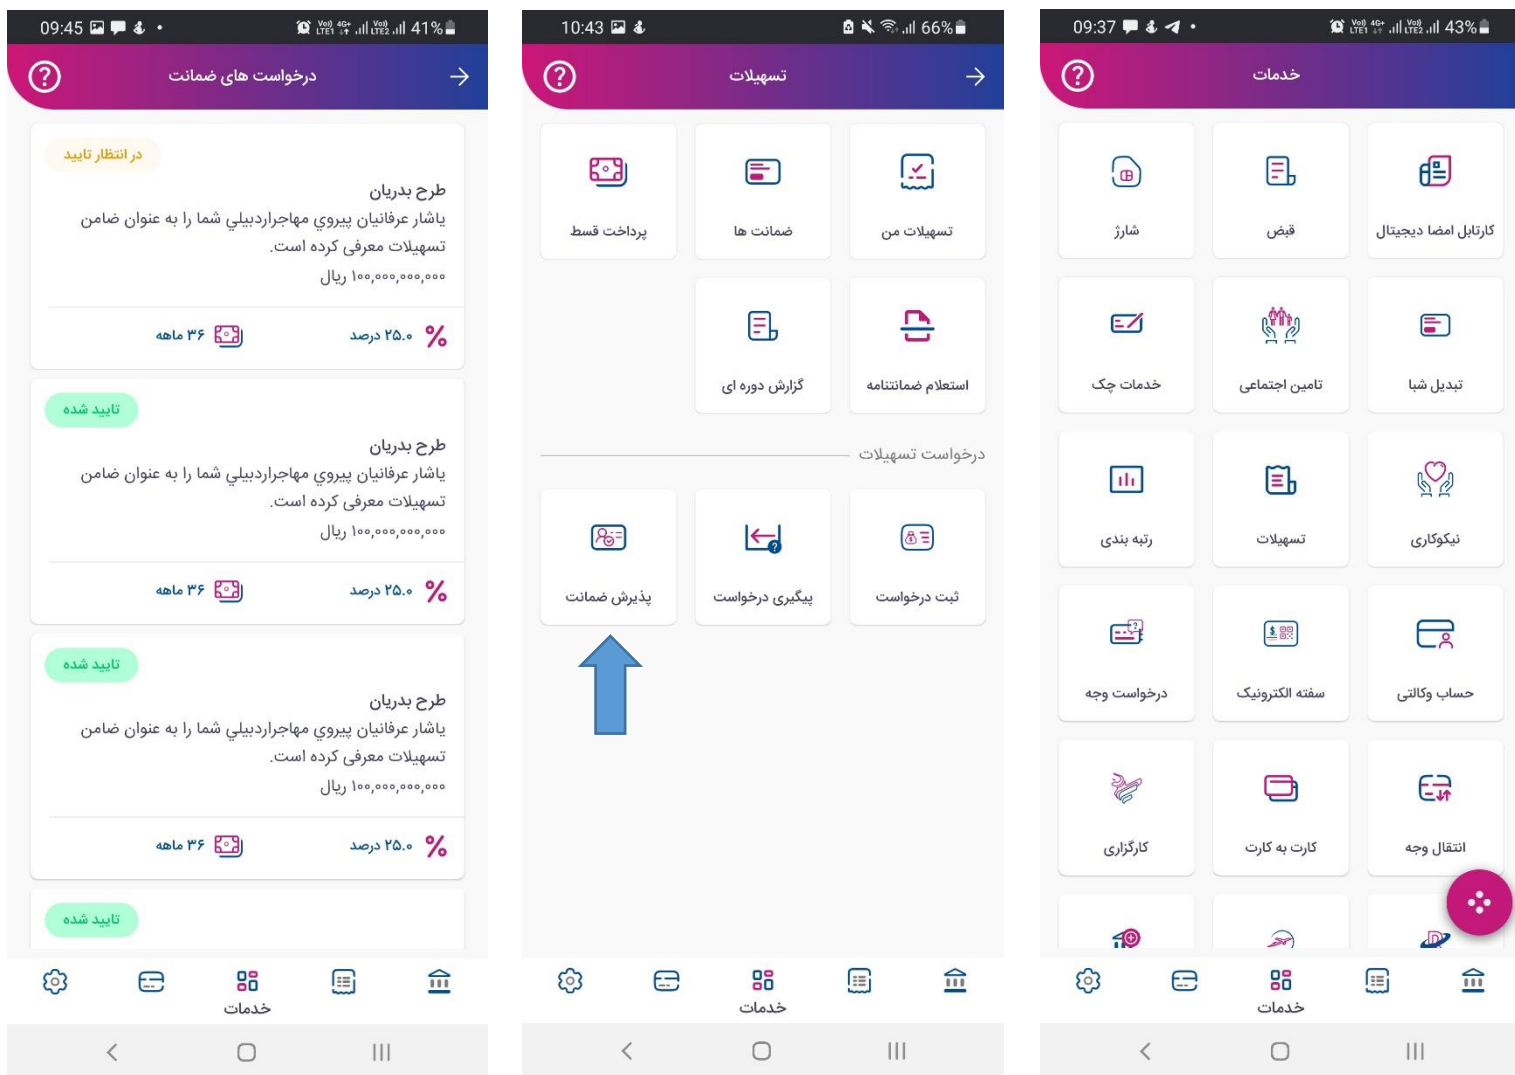 09:37
43%
خدمات
کارتابل امضا دیجیتال
قبض
شارژ
تبدیل شبا
تامین اجتماعی
خدمات چک
نیکوکاری
تسهیلات
رتبه بندی
حساب وکالتی
سفته الکترونیک
درخواست وجه
انتقال وجه
کارت به کارت
کارگزاری
خدمات
10:43
66%
تسهیلات
تسهیلات من
ضمانت ها
پرداخت قسط
استعلام ضمانتنامه
گزارش دوره ای
درخواست تسهیلات
ثبت درخواست
پیگیری درخواست
پذیرش ضمانت
خدمات
09:45
41%
درخواست های ضمانت
در انتظار تایید
طرح بدریان
یاشار عرفانیان پیروي مهاجراردبیلي شما را به عنوان ضامن
تسهیلات معرفی کرده است.
۱۰۰,۰۰۰,۰۰۰,۰۰۰ ریال
۲۵.۰ درصد
۳۶ ماهه
تایید شده
طرح بدریان
یاشار عرفانیان پیروي مهاجراردبیلي شما را به عنوان ضامن
تسهیلات معرفی کرده است.
۱۰۰,۰۰۰,۰۰۰,۰۰۰ ریال
۲۵.۰ درصد
۳۶ ماهه
تایید شده
طرح بدریان
یاشار عرفانیان پیروي مهاجراردبیلي شما را به عنوان ضامن
تسهیلات معرفی کرده است.
۱۰۰,۰۰۰,۰۰۰,۰۰۰ ریال
۲۵.۰ درصد
۳۶ ماهه
تایید شده
خدمات